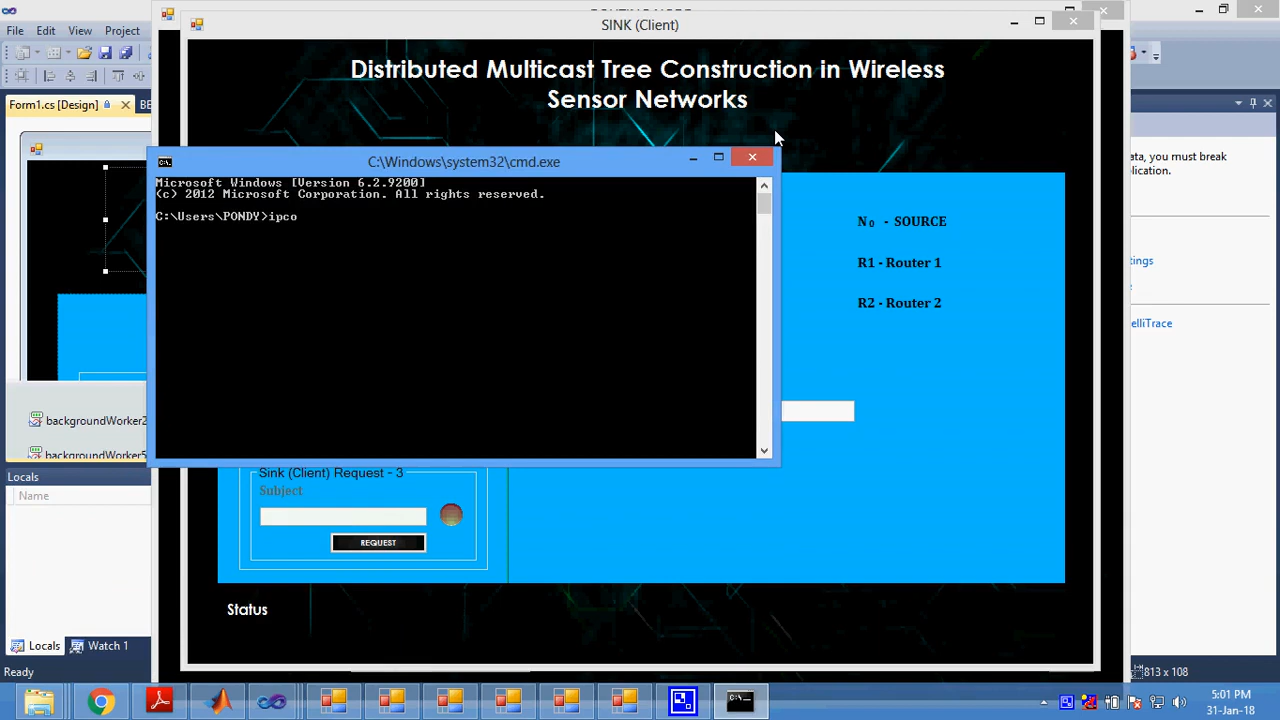 SINK (Client)
File Edit View Project
Distributed Multicast Tree Construction in Wireless
Sensor Networks
Form1.cs [Design]
C:\Windows\system32\cmd.exe
Microsoft Windows [Version 6.2.9200]
(c) 2012 Microsoft Corporation. All rights reserved.
C:\Users\PONDY>ipco
N0 - SOURCE
R1 - Router 1
R2 - Router 2
ata, you must break
plication.
ttings
elliTrace
backgroundWorker2
backgroundWorker5
Locals
Name
Sink (Client) Request - 3
Subject
REQUEST
Status
Locals Watch 1
Ready
813 x 108
5:01 PM
31-Jan-18